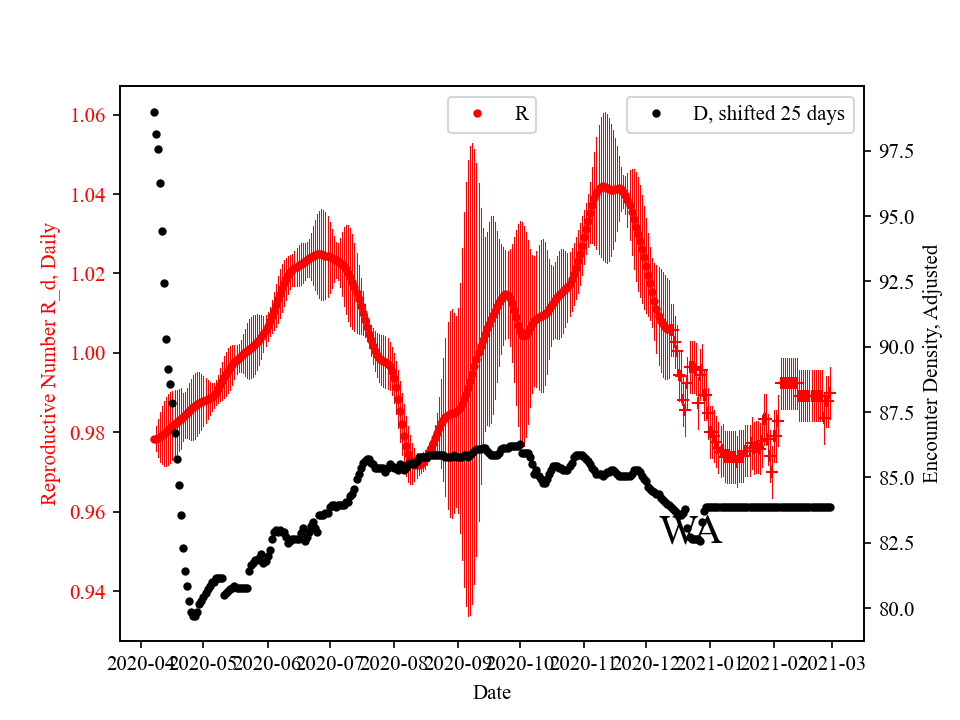 R
D, shifted 25 days
1.06
1.04
1.02
1.00
0.98
0.96
0.94
Reproductive Number R_d, Daily
97.5
95.0
92.5
90.0
87.5
85.0
82.5
80.0
Encounter Density, Adjusted
WA
2020-04 2020-05 2020-06 2020-07 2020-08 2020-09 2020-10 2020-11 2020-12 2021-01 2021-02 2021-03
Date